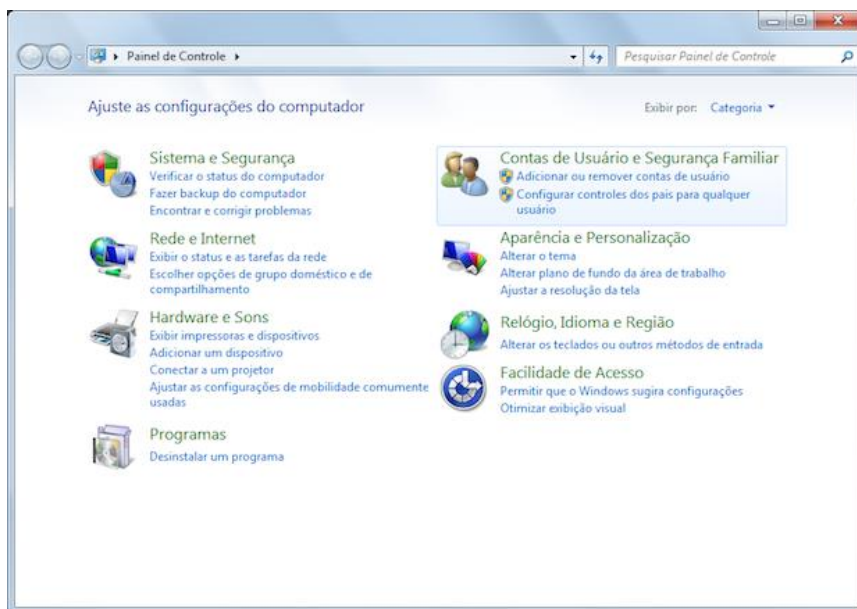 Painel de Controle
Pesquisar Painel de Controle
Ajuste as configurações do computador
Exibir por: Categoria
Sistema e Segurança
Verificar o status do computador
Fazer backup do computador
Encontrar e corrigir problemas
Rede e Internet
Exibir o status e as tarefas da rede
Escolher opções de grupo doméstico e de
compartilhamento
Hardware e Sons
Exibir impressoras e dispositivos
Adicionar um dispositivo
Conectar a um projetor
Ajustar as configurações de mobilidade comumente
usadas
Programas
Desinstalar um programa
Contas de Usuário e Segurança Familiar
Adicionar ou remover contas de usuário
Configurar controles dos pais para qualquer
usuário
Aparência e Personalização
Alterar o tema
Alterar plano de fundo da área de trabalho
Ajustar a resolução da tela
Relógio, Idioma e Região
Alterar os teclados ou outros métodos de entrada
Facilidade de Acesso
Permitir que o Windows sugira configurações
Otimizar exibição visual